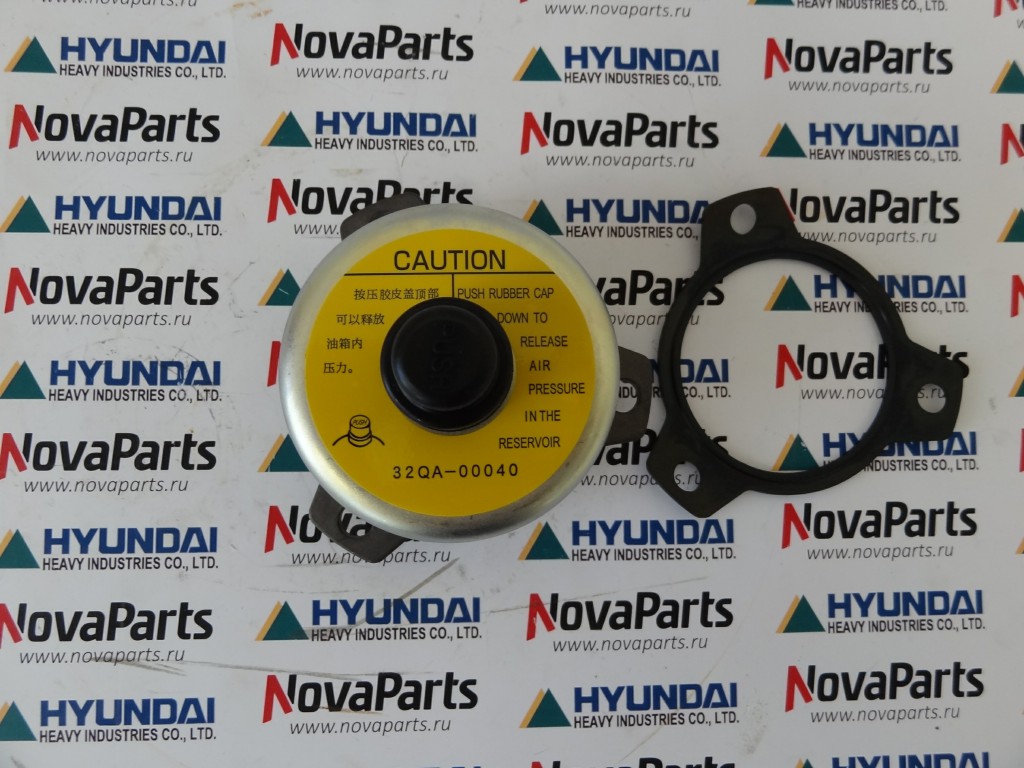 HYUNDAI
HEAVY INDUSTRIES CO., LTD.
NovaParts
www.novaparts.ru
CAUTION
按压胶皮盖顶部
可以释放
油箱内
压力。
PUSH RUBBER CAP
DOWN TO
RELEASE
AIR
PRESSURE
IN THE
RESERVOIR
PUSH
32QA-00040